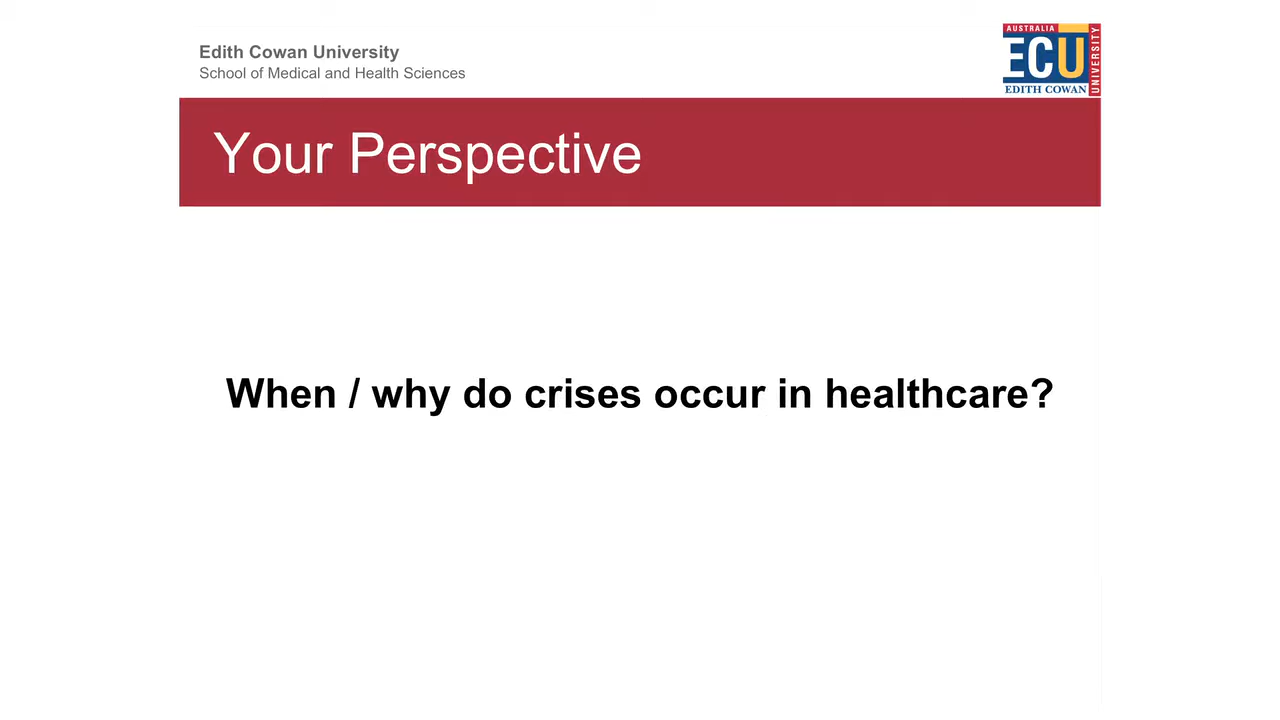 Edith Cowan University
School of Medical and Health Sciences
AUSTRALIA
ECU
EDITH COWAN
UNIVERSITY
Your Perspective
When / why do crises occur in healthcare?